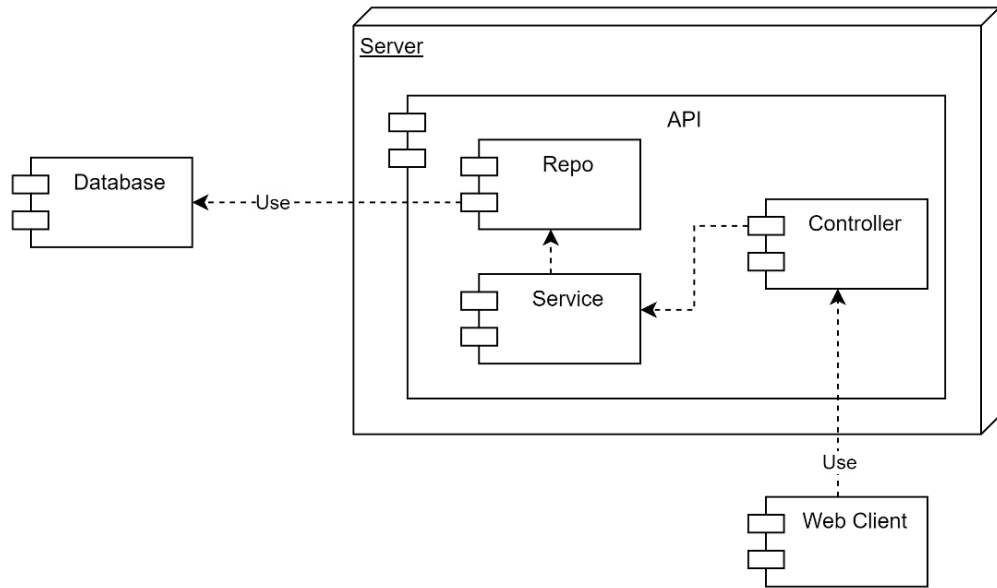 Server
API
Repo
Database
Use
Controller
Service
Use
Web Client